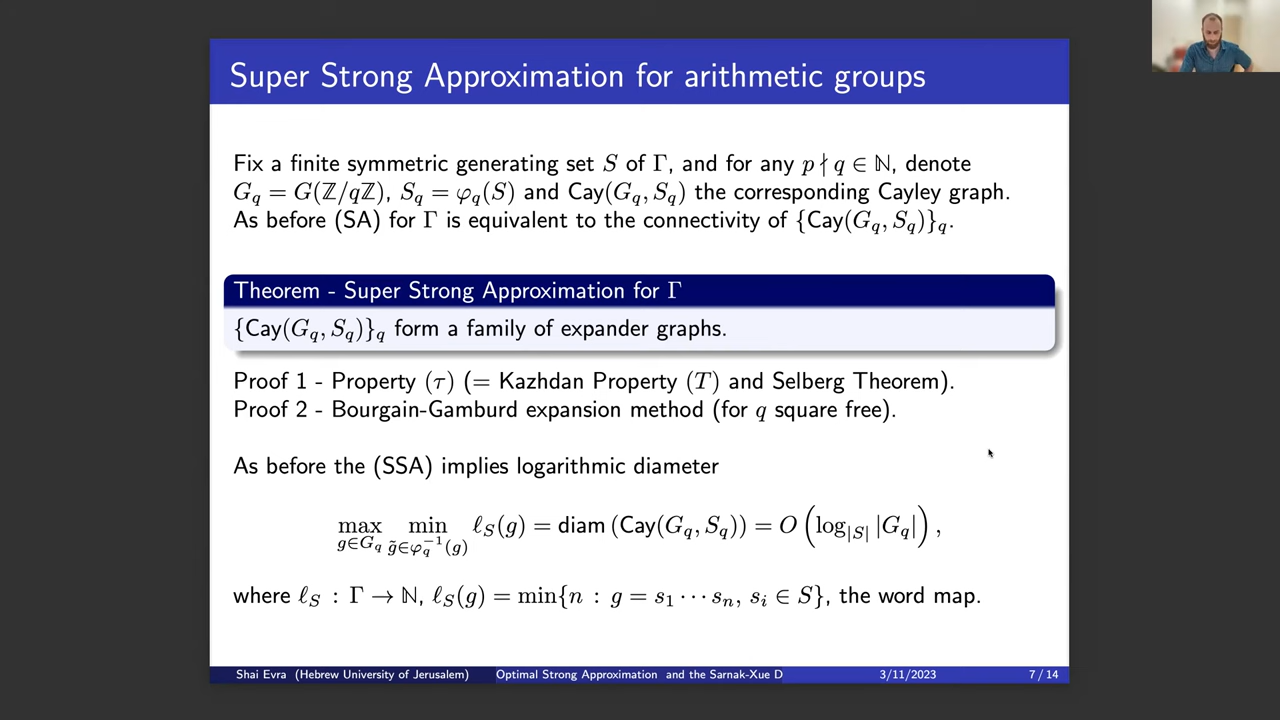 Super Strong Approximation for arithmetic groups
Fix a finite symmetric generating set S of Γ, and for any p ∤ q ∈ ℕ, denote
G_q = G(ℤ/qℤ), S_q = φ_q(S) and Cay(G_q, S_q) the corresponding Cayley graph.
As before (SA) for Γ is equivalent to the connectivity of {Cay(G_q, S_q)}_q.
Theorem - Super Strong Approximation for Γ
{Cay(G_q, S_q)}_q form a family of expander graphs.
Proof 1 - Property (τ) (= Kazhdan Property (T) and Selberg Theorem).
Proof 2 - Bourgain-Gamburd expansion method (for q square free).
As before the (SSA) implies logarithmic diameter
max_{g∈G_q} min_{g̃∈φ_q^{-1}(g)} ℓ_S(g) = diam (Cay(G_q, S_q)) = O (log_{|S|} |G_q|) ,
where ℓ_S : Γ → ℕ, ℓ_S(g) = min{n : g = s_1 ··· s_n, s_i ∈ S}, the word map.
Shai Evra (Hebrew University of Jerusalem) Optimal Strong Approximation and the Sarnak-Xue D 3/11/2023 7 / 14